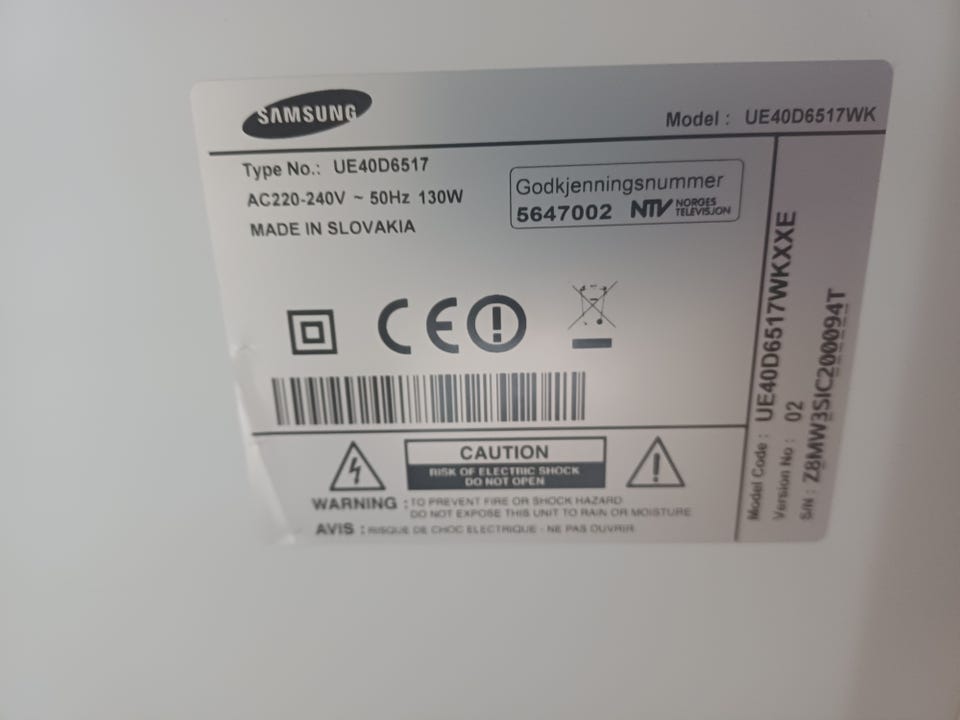 SAMSUNG
Model : UE40D6517WK
Type No.: UE40D6517
AC220-240V ~ 50Hz 130W
MADE IN SLOVAKIA
Godkjenningsnummer
5647002 NTV NORGES TELEVISJON
CE
CAUTION
RISK OF ELECTRIC SHOCK
DO NOT OPEN
WARNING : TO PREVENT FIRE OR SHOCK HAZARD
DO NOT EXPOSE THIS UNIT TO RAIN OR MOISTURE
AVIS : RISQUE DE CHOC ELECTRIQUE - NE PAS OUVRIR
Model Code : UE40D6517WKXXE
Version No : 02
S/N : Z8MW3SIC200094T